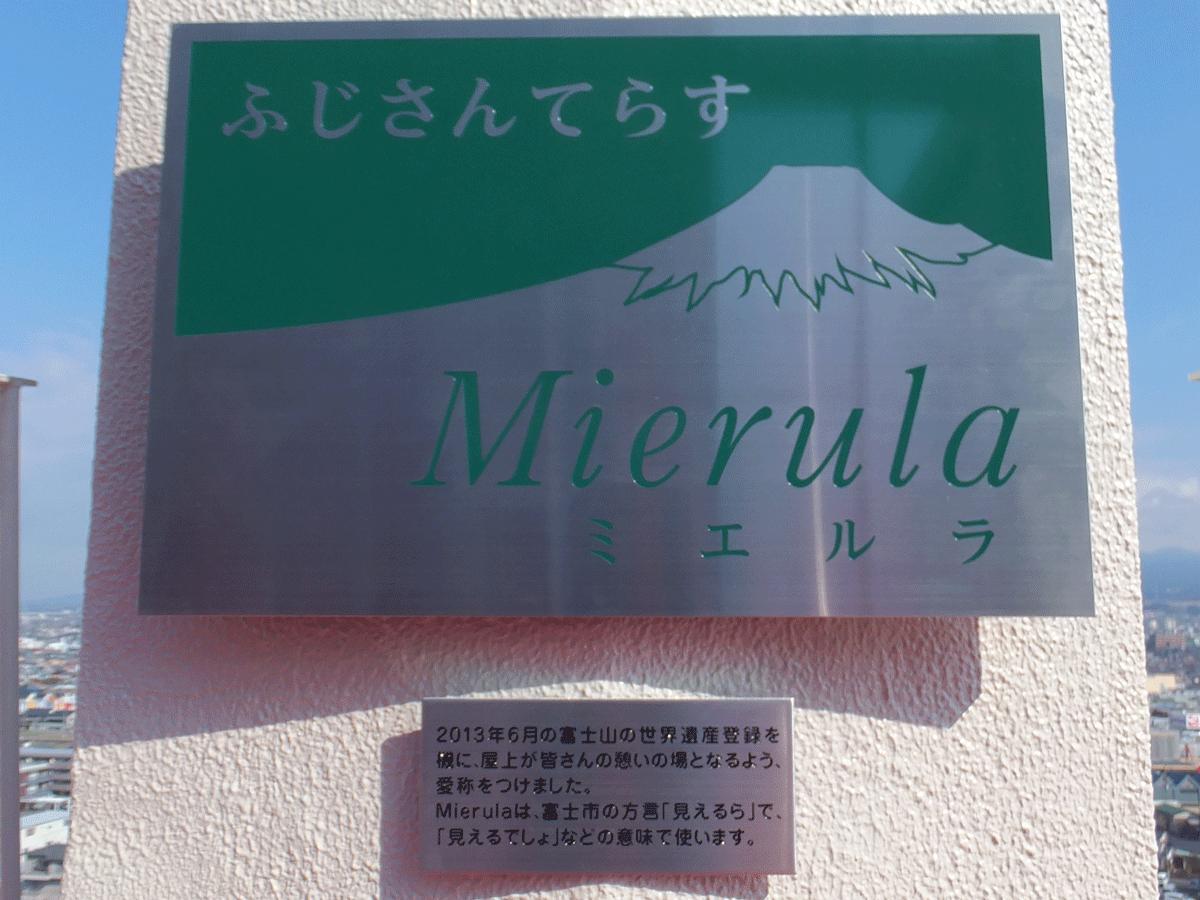 ふじさんてらす
Mierula
ミエルラ
2013年6月の富士山の世界遺産登録を
機に、屋上が皆さんの憩いの場となるよう、
愛称をつけました。
Mierulaは、富士市の方言「見えるら」で、
「見えるでしょ」などの意味で使います。